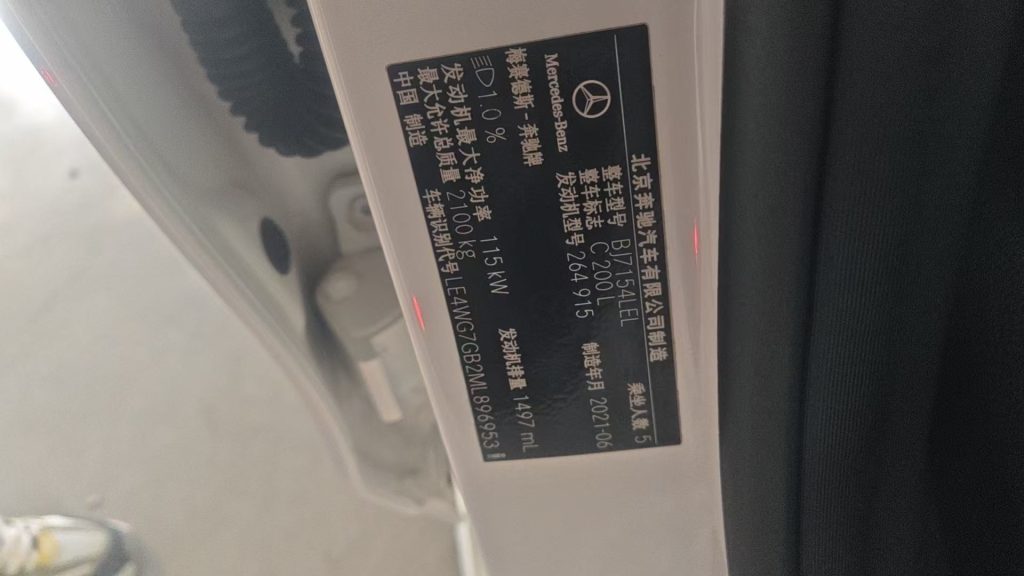 北京奔驰汽车有限公司制造
Mercedes-Benz
整车型号 BJ7154LEL 乘坐人数 5
整车标志 C 200 L
发动机型号 264 915 制造年月 2021-06
梅赛德斯-奔驰牌
1.0 %
发动机最大净功率 115 kW 发动机排量 1497 mL
最大允许总质量 2100 kg
中国 制造 车辆识别代号 LE4WG7GB2ML896953